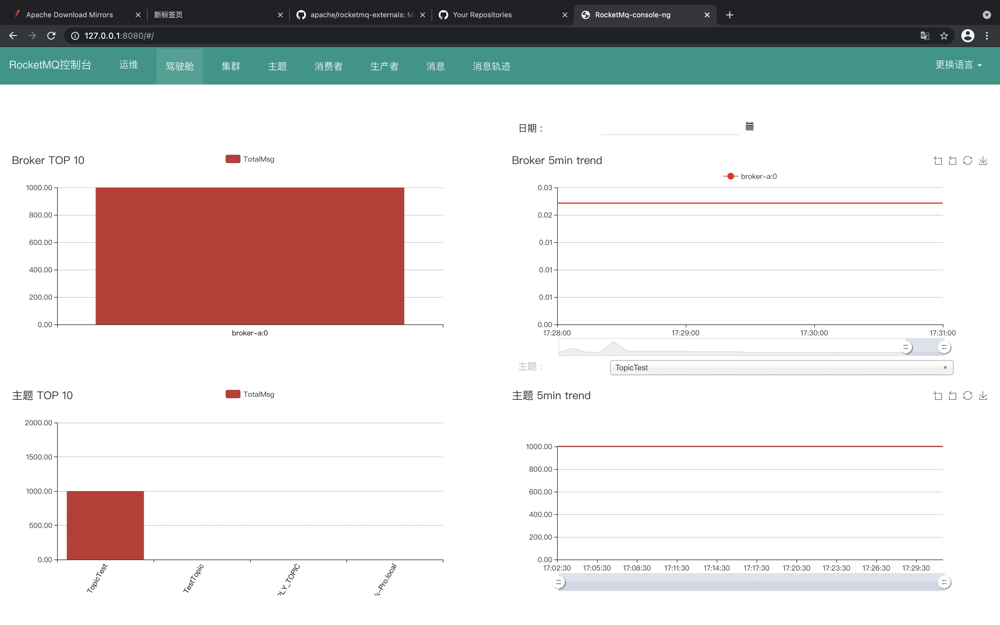 Apache Download Mirrors
新标签页
apache/rocketmq-externals: Mi
Your Repositories
RocketMq-console-ng
127.0.0.1:8080/#/
RocketMQ控制台 运维 驾驶舱 集群 主题 消费者 生产者 消息 消息轨迹 更换语言
日期：
Broker TOP 10
TotalMsg
1000.00
800.00
600.00
400.00
200.00
0.00
broker-a:0
Broker 5min trend
broker-a:0
0.03
0.02
0.01
0.01
0.01
0.00
17:28:00 17:29:00 17:30:00 17:31:00
主题： TopicTest
主题 TOP 10
TotalMsg
2000.00
1500.00
1000.00
500.00
0.00
TopicTest TestTopic PLY_TOPIC k-Pro.local
主题 5min trend
1000.00
800.00
600.00
400.00
200.00
0.00
17:02:30 17:05:30 17:08:30 17:11:30 17:14:30 17:17:30 17:20:30 17:23:30 17:26:30 17:29:30